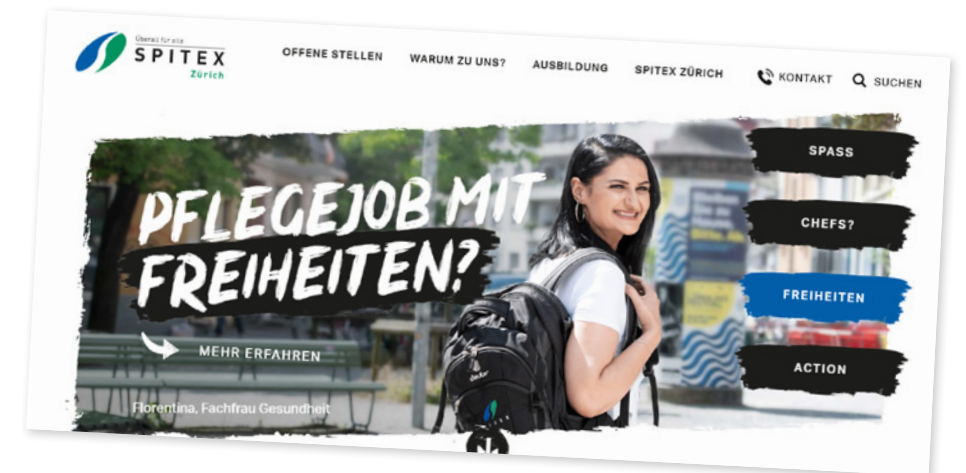 Überall für alle
SPITEX
Zürich
OFFENE STELLEN
WARUM ZU UNS?
AUSBILDUNG
SPITEX ZÜRICH
KONTAKT
SUCHEN
PFLEGEJOB MIT
FREIHEITEN?
MEHR ERFAHREN
Florentina, Fachfrau Gesundheit
SPASS
CHEFS?
FREIHEITEN
ACTION
deuter